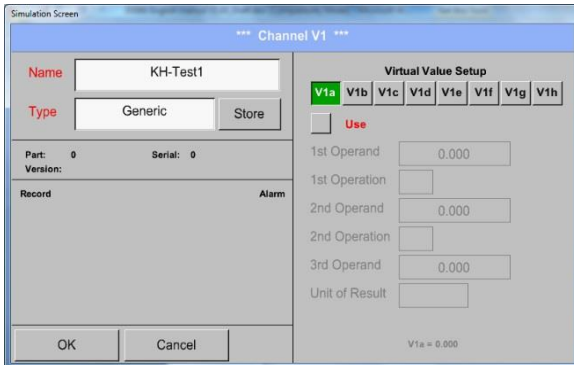 Simulation Screen
*** Channel V1 ***
Name KH-Test1
Type Generic Store
Part: 0 Serial: 0
Version:
Record Alarm
OK Cancel
Virtual Value Setup
V1a V1b V1c V1d V1e V1f V1g V1h
Use
1st Operand 0.000
1st Operation
2nd Operand 0.000
2nd Operation
3rd Operand 0.000
Unit of Result
V1a = 0.000